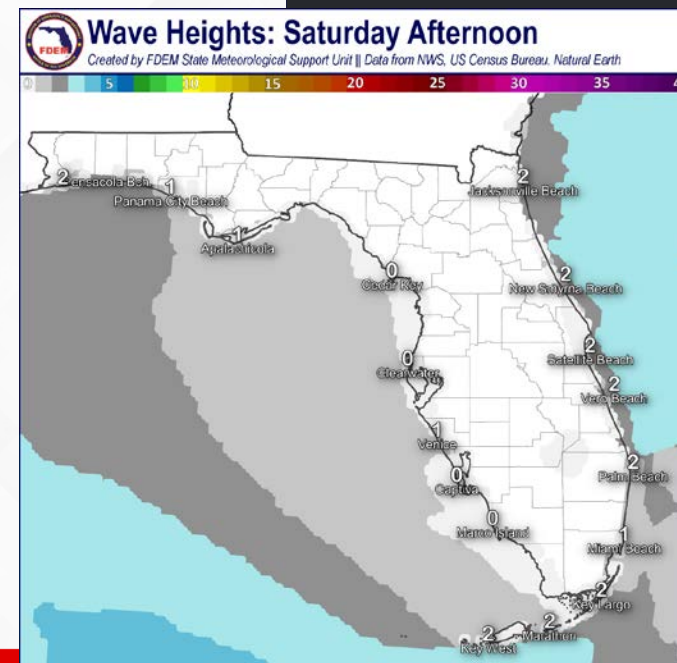 FDEM
Wave Heights: Saturday Afternoon
Created by FDEM State Meteorological Support Unit || Data from NWS, US Census Bureau, Natural Earth
0 5 10 15 20 25 30 35 4
2
Pensacola Bch
1
Panama City Beach
1
Apalachicola
2
Jacksonville Beach
0
Cedar Key
2
New Smyrna Beach
0
Clearwater
2
Satellite Beach
2
Vero Beach
1
Venice
0
Captiva
2
Palm Beach
0
Marco Island
1
Miami Beach
2
Key Largo
2
Marathon
2
Key West